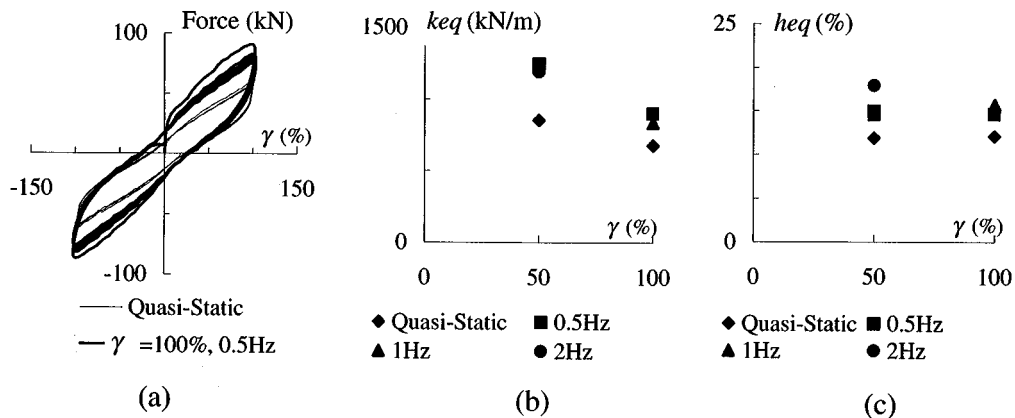 100
Force (kN)
γ (%)
-150
150
-100
Quasi-Static
γ =100%, 0.5Hz
(a)
1500
keq (kN/m)
γ (%)
0
0
50
100
Quasi-Static
0.5Hz
1Hz
2Hz
(b)
25
heq (%)
γ (%)
0
0
50
100
Quasi-Static
0.5Hz
1Hz
2Hz
(c)